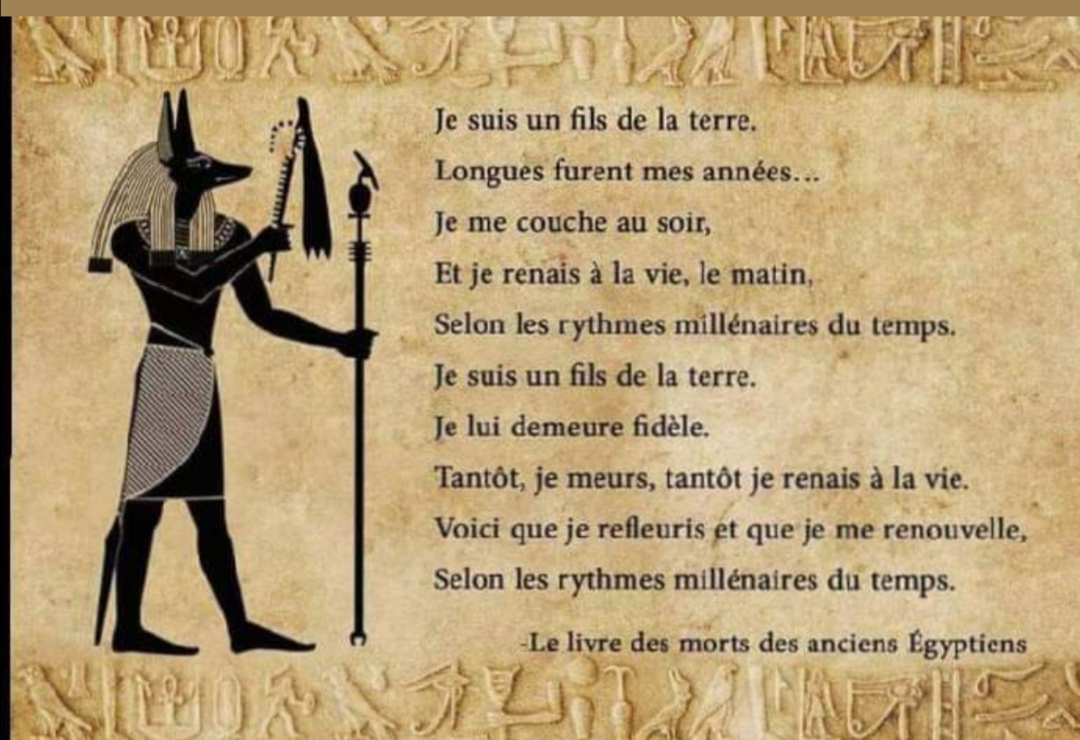 Je suis un fils de la terre.
Longues furent mes années...
Je me couche au soir,
Et je renais à la vie, le matin,
Selon les rythmes millénaires du temps.
Je suis un fils de la terre.
Je lui demeure fidèle.
Tantôt, je meurs, tantôt je renais à la vie.
Voici que je refleuris et que je me renouvelle,
Selon les rythmes millénaires du temps.
-Le livre des morts des anciens Égyptiens